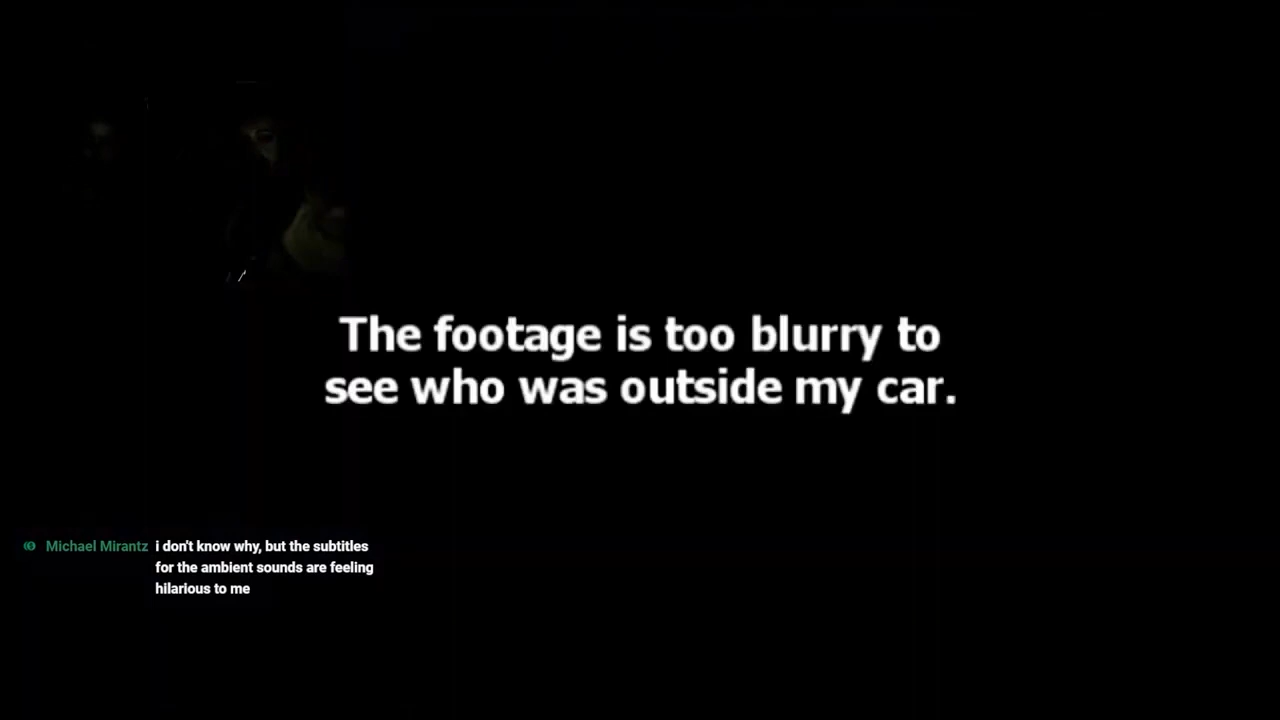 The footage is too blurry to
see who was outside my car.
Michael Mirantz i don't know why, but the subtitles
for the ambient sounds are feeling
hilarious to me